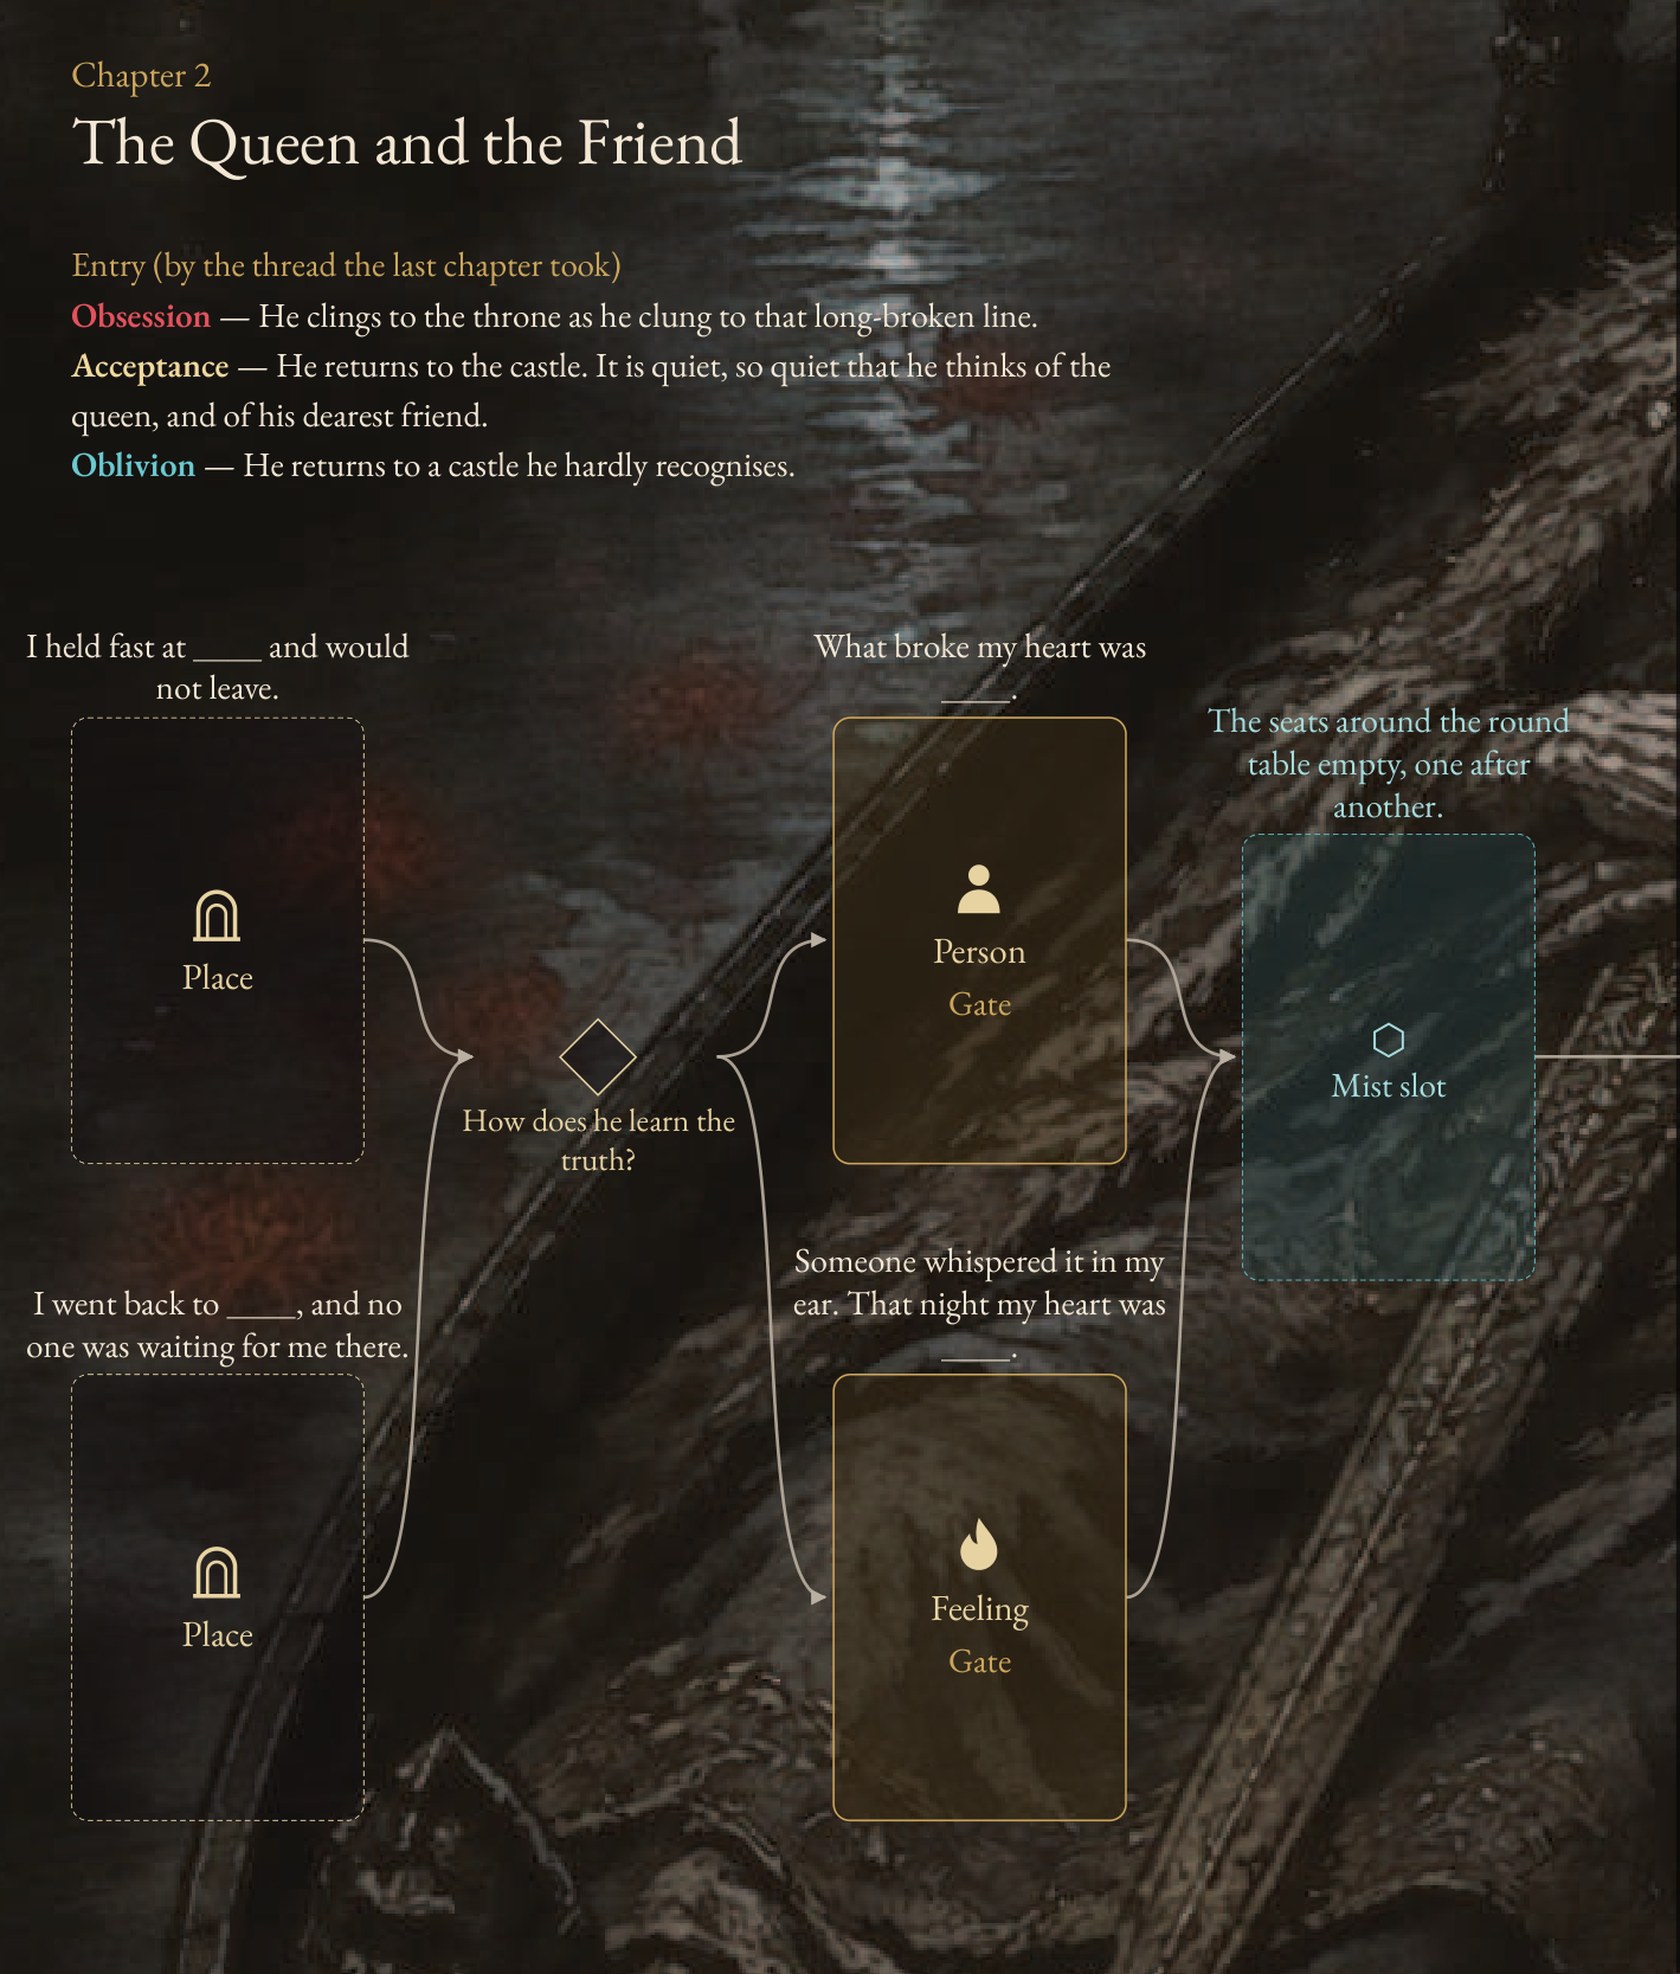 Chapter 2
The Queen and the Friend
Entry (by the thread the last chapter took)
Obsession — He clings to the throne as he clung to that long-broken line.
Acceptance — He returns to the castle. It is quiet, so quiet that he thinks of the
queen, and of his dearest friend.
Oblivion — He returns to a castle he hardly recognises.
I held fast at ____ and would
not leave.
Place
How does he learn the
truth?
What broke my heart was
____.
Person
Gate
The seats around the round
table empty, one after
another.
Mist slot
I went back to ____, and no
one was waiting for me there.
Place
Someone whispered it in my
ear. That night my heart was
____.
Feeling
Gate